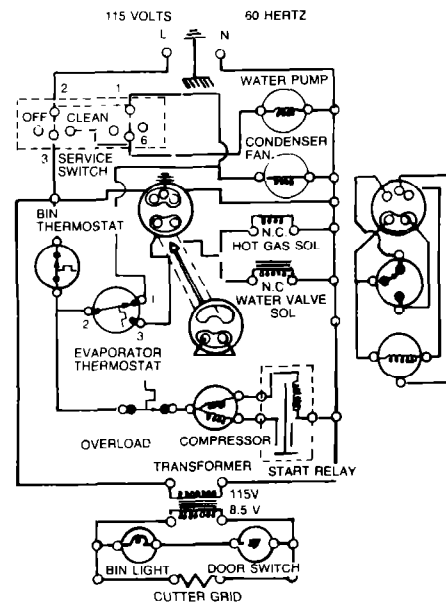 115 VOLTS 60 HERTZ
L N
WATER PUMP
2 1
OFF CLEAN
CONDENSER
FAN
3 6
SERVICE
SWITCH
BIN
THERMOSTAT
N.C.
HOT GAS SOL
N.C.
WATER VALVE
SOL
1
2
3
EVAPORATOR
THERMOSTAT
OVERLOAD
COMPRESSOR
START RELAY
TRANSFORMER
115V
8.5 V
BIN LIGHT DOOR SWITCH
CUTTER GRID